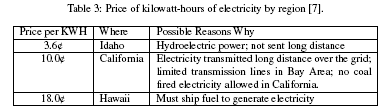 Table 3: Price of kilowatt-hours of electricity by region [7].
Price per KWH Where Possible Reasons Why
3.6¢ Idaho Hydroelectric power; not sent long distance
10.0¢ California Electricity transmitted long distance over the grid;
limited transmission lines in Bay Area; no coal
fired electricity allowed in California.
18.0¢ Hawaii Must ship fuel to generate electricity